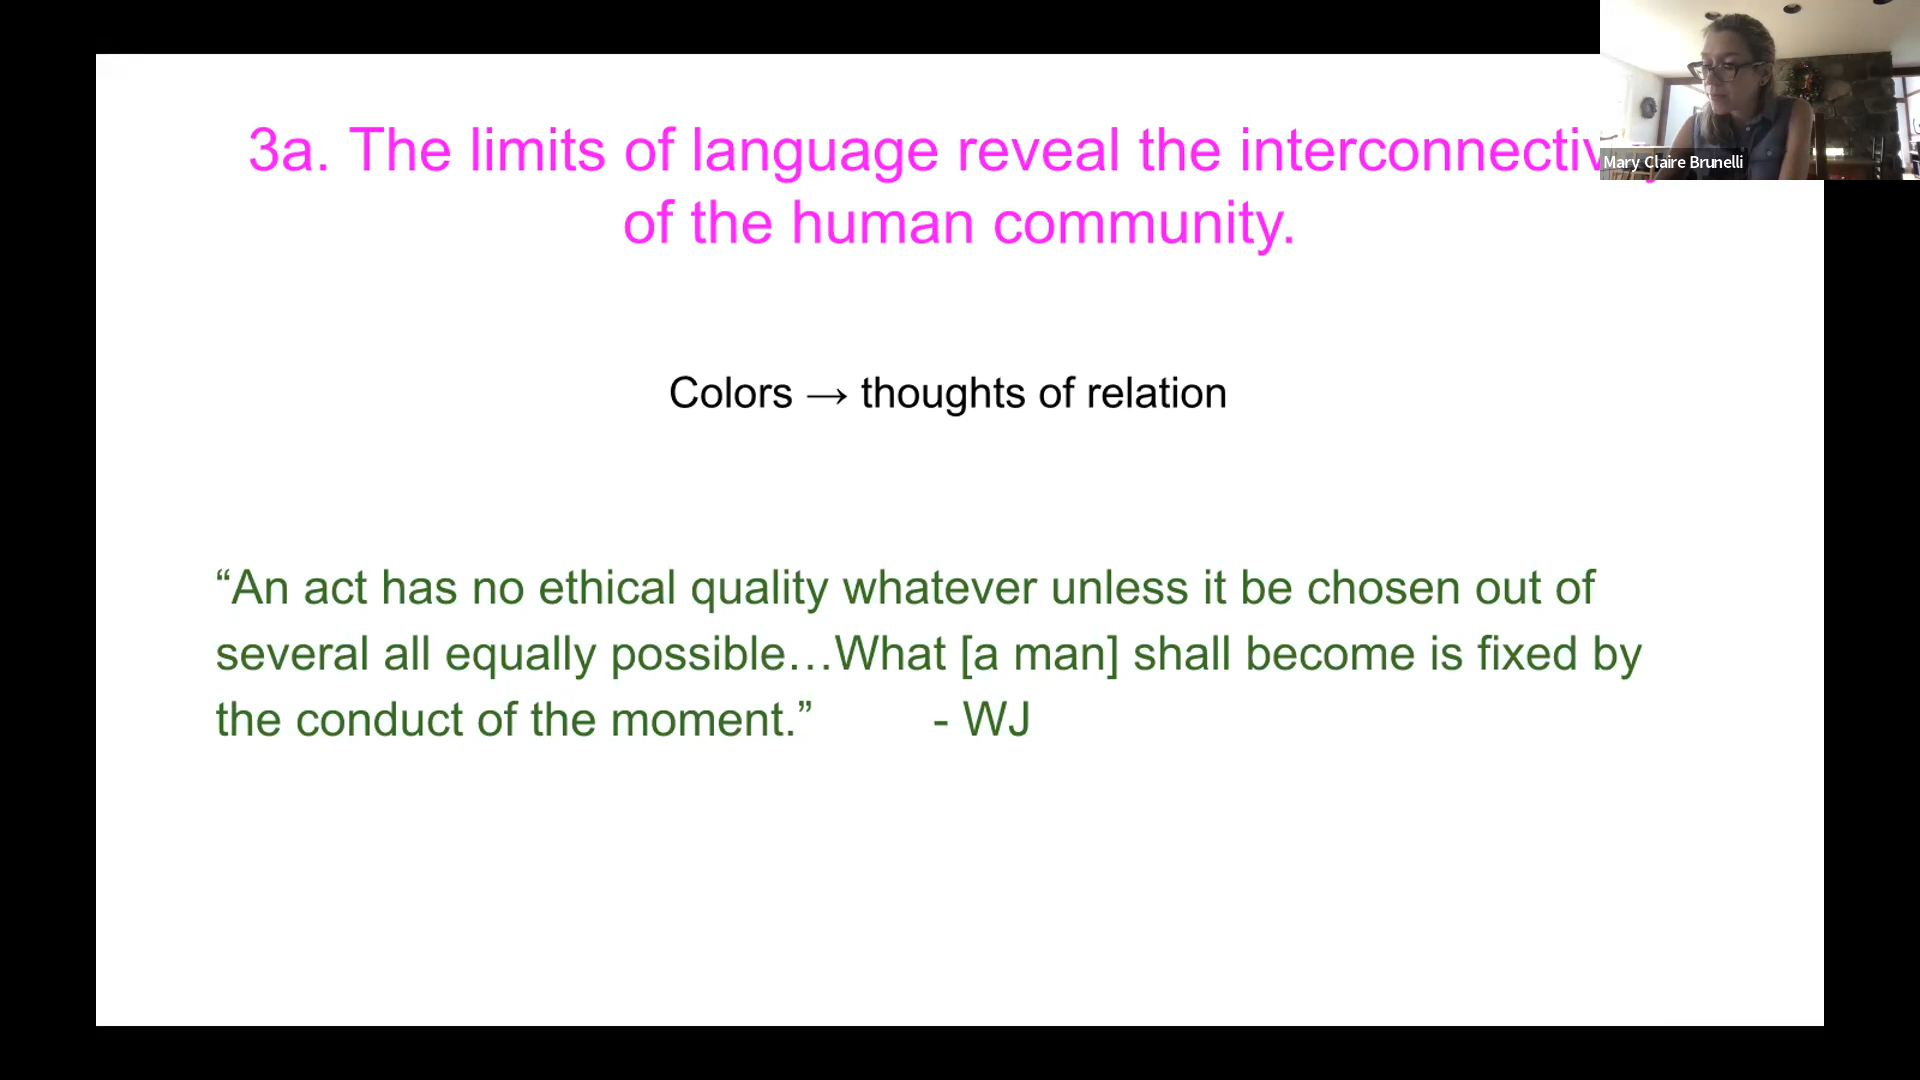 3a. The limits of language reveal the
of the human community.
Mary Claire Brunelli
Colors → thoughts of relation
“An act has no ethical quality whatever unless it be chosen out of
several all equally possible…What [a man] shall become is fixed by
the conduct of the moment.” - WJ